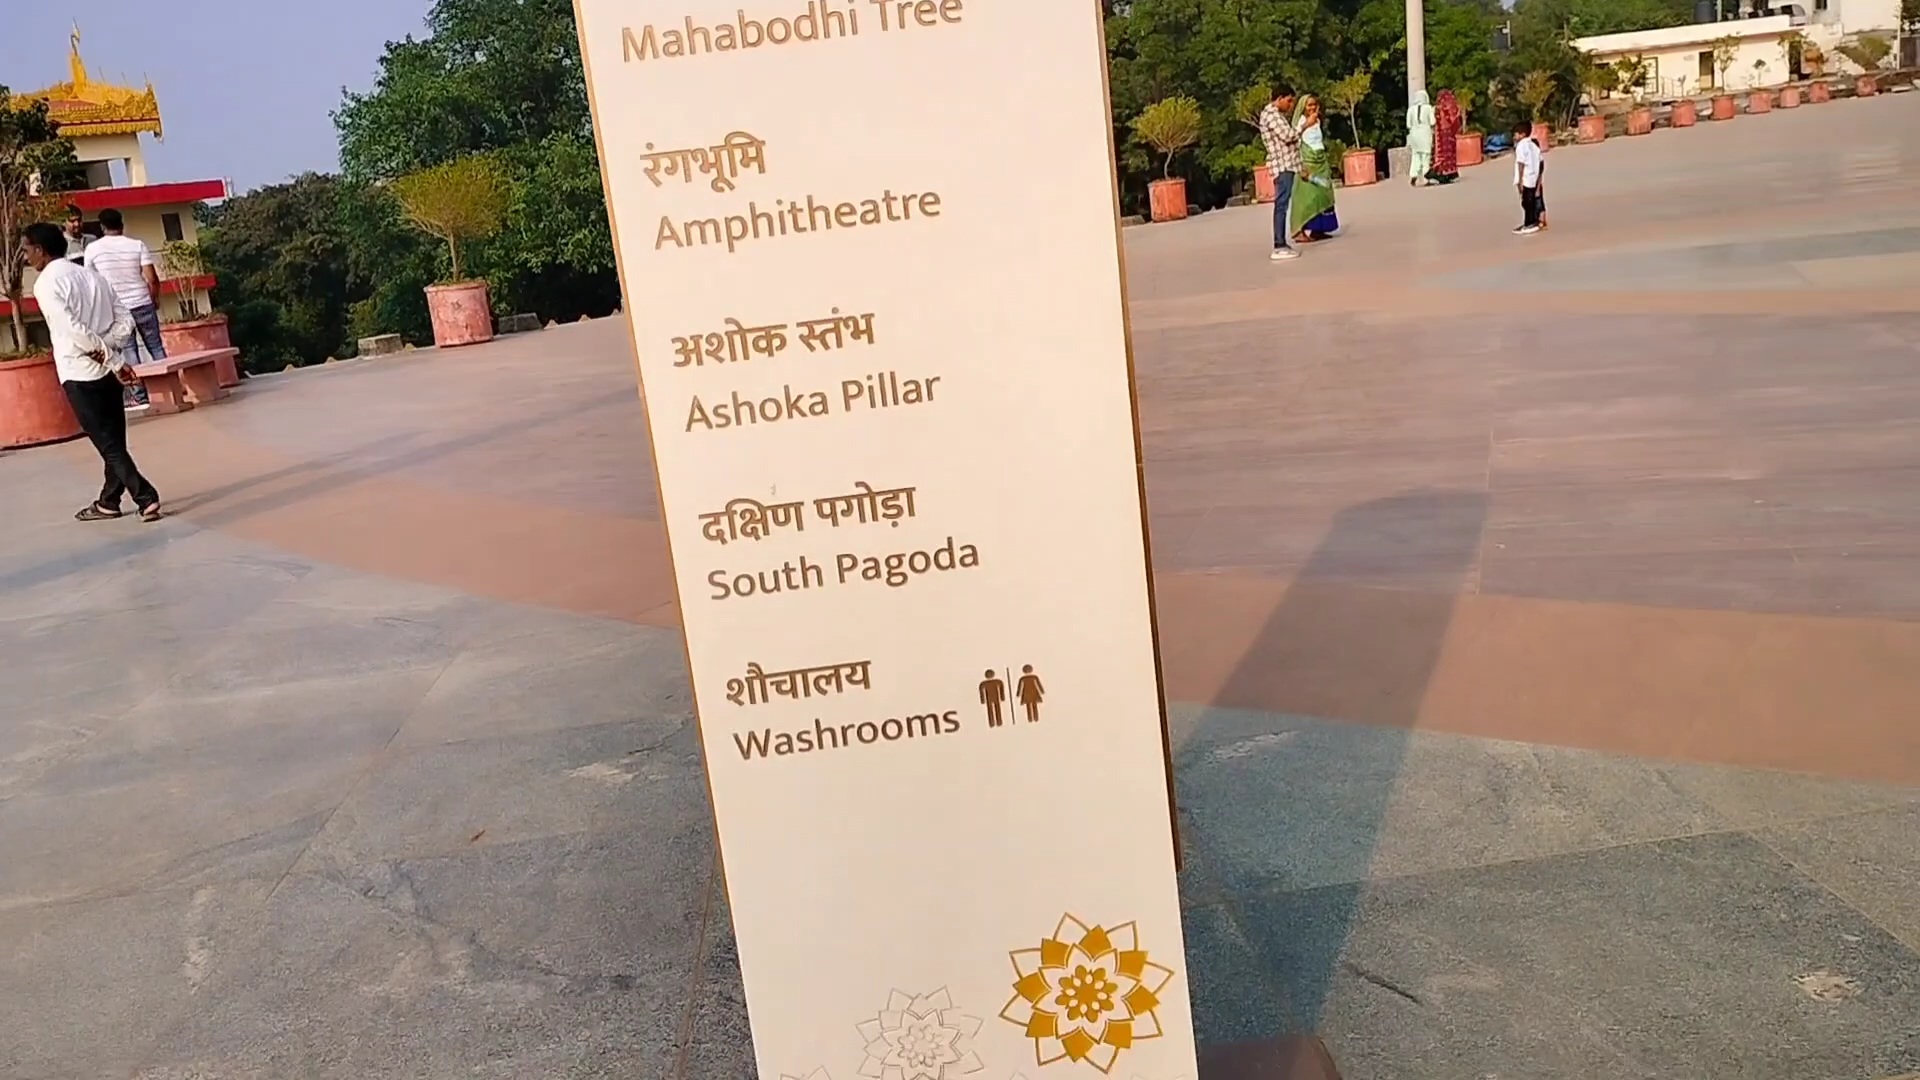 Mahabodhi Tree
रंगभूमि
Amphitheatre
अशोक स्तंभ
Ashoka Pillar
दक्षिण पगोड़ा
South Pagoda
शौचालय
Washrooms